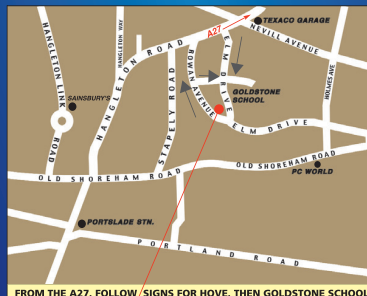 TEXACO GARAGE
A27
NEVILL AVENUE
HANGLETON LINK
ROAD
HANGLETON WAY
HANGLETON ROAD
ELM DRIVE
ROWAN AVENUE
STAPELY ROAD
HOLMES AVE
SAINSBURY'S
GOLDSTONE
SCHOOL
ELM DRIVE
OLD SHOREHAM ROAD
OLD SHOREHAM ROAD
PC WORLD
PORTSLADE STN.
PORTLAND ROAD
FROM THE A27, FOLLOW SIGNS FOR HOVE, THEN GOLDSTONE SCHOOL